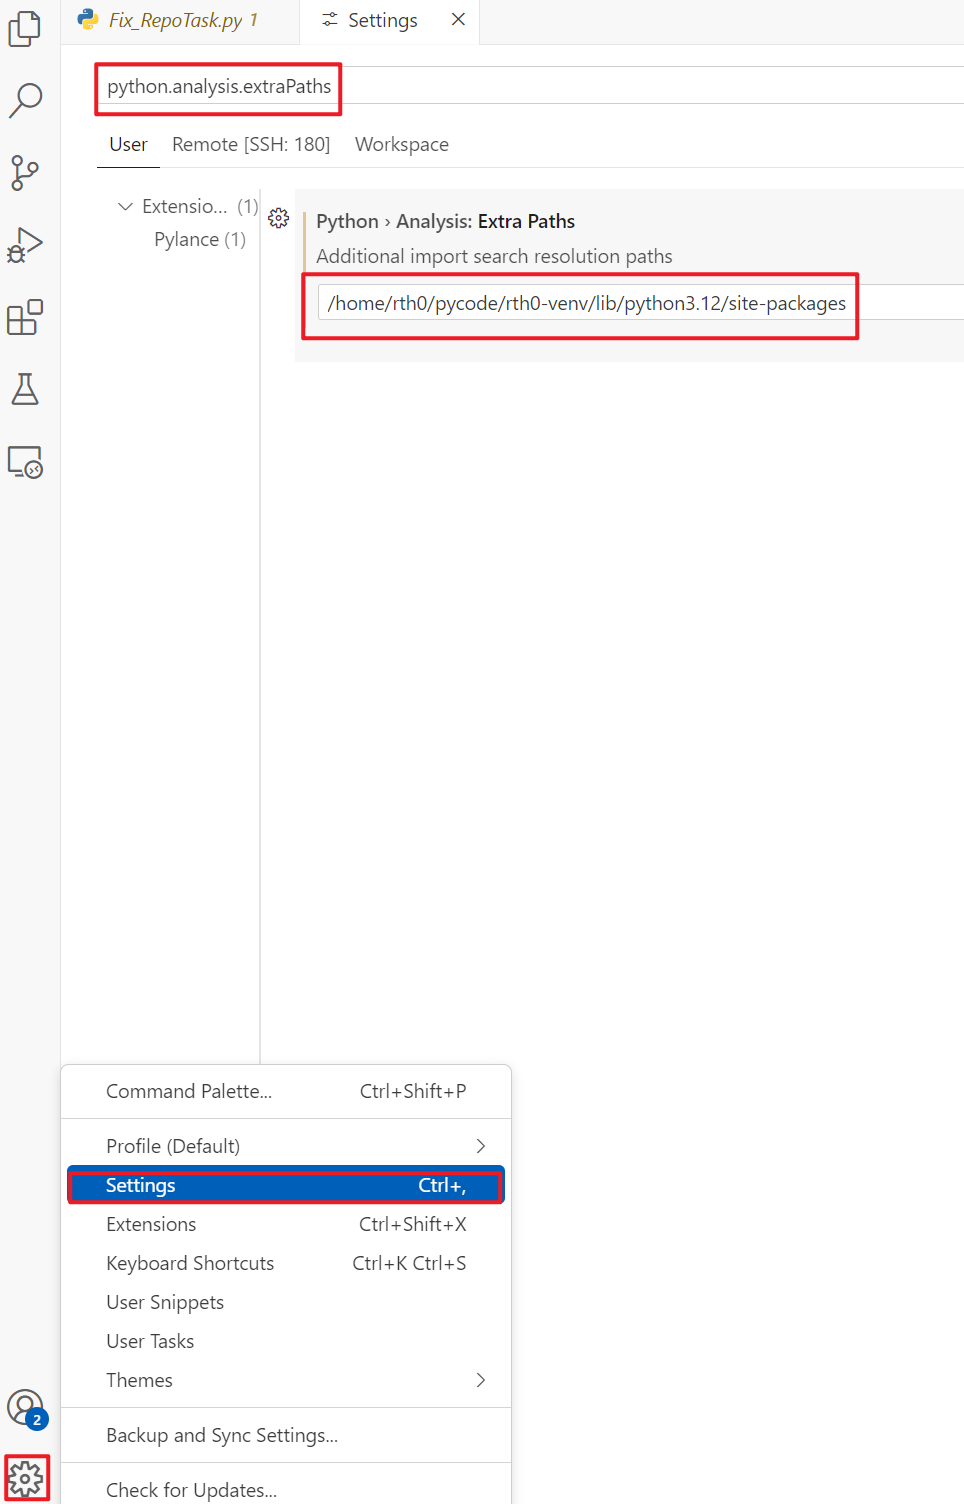 Fix_RepoTask.py 1
Settings
python.analysis.extraPaths
User Remote [SSH: 180] Workspace
Extensio... (1)
Pylance (1)
Python › Analysis: Extra Paths
Additional import search resolution paths
/home/rth0/pycode/rth0-venv/lib/python3.12/site-packages
Command Palette... Ctrl+Shift+P
Profile (Default)
Settings Ctrl+,
Extensions Ctrl+Shift+X
Keyboard Shortcuts Ctrl+K Ctrl+S
User Snippets
User Tasks
Themes
Backup and Sync Settings...
Check for Updates...
2